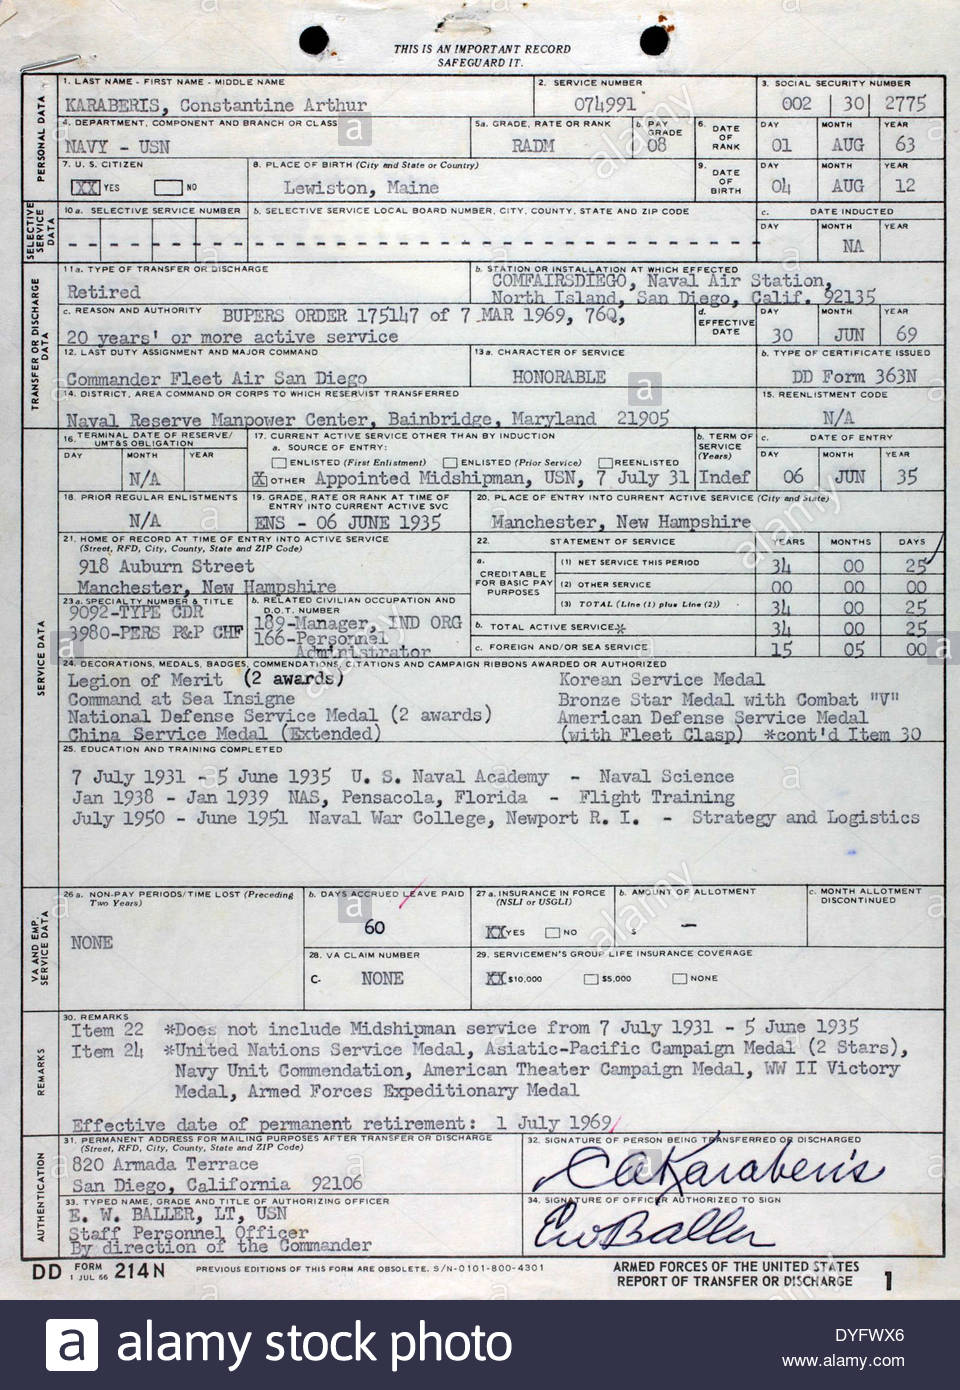 THIS IS AN IMPORTANT RECORD
SAFEGUARD IT.
PERSONAL DATA
1. LAST NAME - FIRST NAME - MIDDLE NAME
KARABERIS, Constantine Arthur
2. SERVICE NUMBER
074991
3. SOCIAL SECURITY NUMBER
002 | 30 | 2775
4. DEPARTMENT, COMPONENT AND BRANCH OR CLASS
NAVY - USN
5a. GRADE, RATE OR RANK
RADM
b. PAY GRADE
08
6. DATE OF RANK
DAY MONTH YEAR
01 AUG 63
7. U. S. CITIZEN
XX YES NO
8. PLACE OF BIRTH (City and State or Country)
Lewiston, Maine
9. DATE OF BIRTH
DAY MONTH YEAR
04 AUG 12
SELECTIVE SERVICE DATA
10a. SELECTIVE SERVICE NUMBER
b. SELECTIVE SERVICE LOCAL BOARD NUMBER, CITY, COUNTY, STATE AND ZIP CODE
c. DATE INDUCTED
DAY MONTH YEAR
NA
TRANSFER OR DISCHARGE DATA
11a. TYPE OF TRANSFER OR DISCHARGE
Retired
b. STATION OR INSTALLATION AT WHICH EFFECTED
COMFAIRSDIEGO, Naval Air Station,
North Island, San Diego, Calif. 92135
c. REASON AND AUTHORITY
BUPERS ORDER 175147 of 7 MAR 1969, 76Q,
20 years' or more active service
d. EFFECTIVE DATE
DAY MONTH YEAR
30 JUN 69
12. LAST DUTY ASSIGNMENT AND MAJOR COMMAND
Commander Fleet Air San Diego
13a. CHARACTER OF SERVICE
HONORABLE
b. TYPE OF CERTIFICATE ISSUED
DD Form 363N
14. DISTRICT, AREA COMMAND OR CORPS TO WHICH RESERVIST TRANSFERRED
Naval Reserve Manpower Center, Bainbridge, Maryland 21905
15. REENLISTMENT CODE
N/A
SERVICE DATA
16. TERMINAL DATE OF RESERVE/
UMT&S OBLIGATION
DAY MONTH YEAR
N/A
17. CURRENT ACTIVE SERVICE OTHER THAN BY INDUCTION
a. SOURCE OF ENTRY:
ENLISTED (First Enlistment) ENLISTED (Prior Service) REENLISTED
X OTHER Appointed Midshipman, USN, 7 July 31
b. TERM OF SERVICE (Years)
Indef
c. DATE OF ENTRY
DAY MONTH YEAR
06 JUN 35
18. PRIOR REGULAR ENLISTMENTS
N/A
19. GRADE, RATE OR RANK AT TIME OF
ENTRY INTO CURRENT ACTIVE SVC
ENS - 06 JUNE 1935
20. PLACE OF ENTRY INTO CURRENT ACTIVE SERVICE (City and State)
Manchester, New Hampshire
21. HOME OF RECORD AT TIME OF ENTRY INTO ACTIVE SERVICE
(Street, RFD, City, County, State and ZIP Code)
918 Auburn Street
Manchester, New Hampshire
22. STATEMENT OF SERVICE YEARS MONTHS DAYS
a. CREDITABLE FOR BASIC PAY PURPOSES
(1) NET SERVICE THIS PERIOD 34 00 25
(2) OTHER SERVICE 00 00 00
(3) TOTAL (Line (1) plus Line (2)) 34 00 25
b. TOTAL ACTIVE SERVICE* 34 00 25
c. FOREIGN AND/OR SEA SERVICE 15 05 00
23a. SPECIALTY NUMBER & TITLE
9092-TYPE CDR
3980-PERS P&P CHF
b. RELATED CIVILIAN OCCUPATION AND
D.O.T. NUMBER
189-Manager, IND ORG
166-Personnel
Administrator
24. DECORATIONS, MEDALS, BADGES, COMMENDATIONS, CITATIONS AND CAMPAIGN RIBBONS AWARDED OR AUTHORIZED
Legion of Merit (2 awards) Korean Service Medal
Command at Sea Insigne Bronze Star Medal with Combat "V"
National Defense Service Medal (2 awards) American Defense Service Medal
China Service Medal (Extended) (with Fleet Clasp) *cont'd Item 30
25. EDUCATION AND TRAINING COMPLETED
7 July 1931 - 5 June 1935 U. S. Naval Academy - Naval Science
Jan 1938 - Jan 1939 NAS, Pensacola, Florida - Flight Training
July 1950 - June 1951 Naval War College, Newport R. I. - Strategy and Logistics
VA AND EMP. SERVICE DATA
26a. NON-PAY PERIODS/TIME LOST (Preceding
Two Years)
NONE
b. DAYS ACCRUED LEAVE PAID
60
27a. INSURANCE IN FORCE
(NSLI or USGLI)
XX YES NO
b. AMOUNT OF ALLOTMENT
$ -
c. MONTH ALLOTMENT
DISCONTINUED
28. VA CLAIM NUMBER
C- NONE
29. SERVICEMEN'S GROUP LIFE INSURANCE COVERAGE
XX $10,000 $5,000 NONE
REMARKS
30. REMARKS
Item 22 *Does not include Midshipman service from 7 July 1931 - 5 June 1935
Item 24 *United Nations Service Medal, Asiatic-Pacific Campaign Medal (2 Stars),
Navy Unit Commendation, American Theater Campaign Medal, WW II Victory
Medal, Armed Forces Expeditionary Medal
Effective date of permanent retirement: 1 July 1969
AUTHENTICATION
31. PERMANENT ADDRESS FOR MAILING PURPOSES AFTER TRANSFER OR DISCHARGE
(Street, RFD, City, County, State and ZIP Code)
820 Armada Terrace
San Diego, California 92106
32. SIGNATURE OF PERSON BEING TRANSFERRED OR DISCHARGED
CAKaraberis
33. TYPED NAME, GRADE AND TITLE OF AUTHORIZING OFFICER
E. W. BALLER, LT, USN
Staff Personnel Officer
By direction of the Commander
34. SIGNATURE OF OFFICER AUTHORIZED TO SIGN
EWBaller
DD FORM 1 JUL 66 214N
PREVIOUS EDITIONS OF THIS FORM ARE OBSOLETE. S/N-0101-800-4301
ARMED FORCES OF THE UNITED STATES
REPORT OF TRANSFER OR DISCHARGE
1
a alamy stock photo
DYFWX6
www.alamy.com